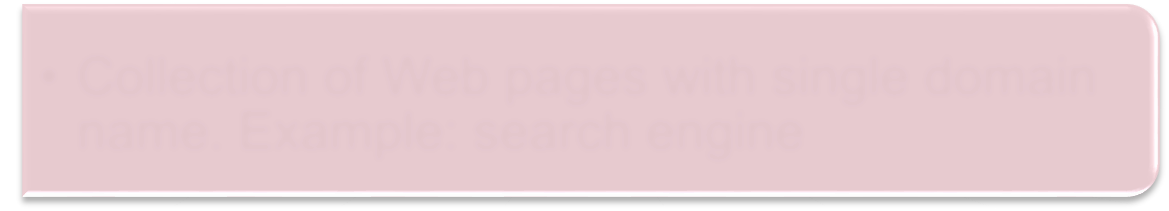 • Collection of Web pages with single domain
name. Example: search engine